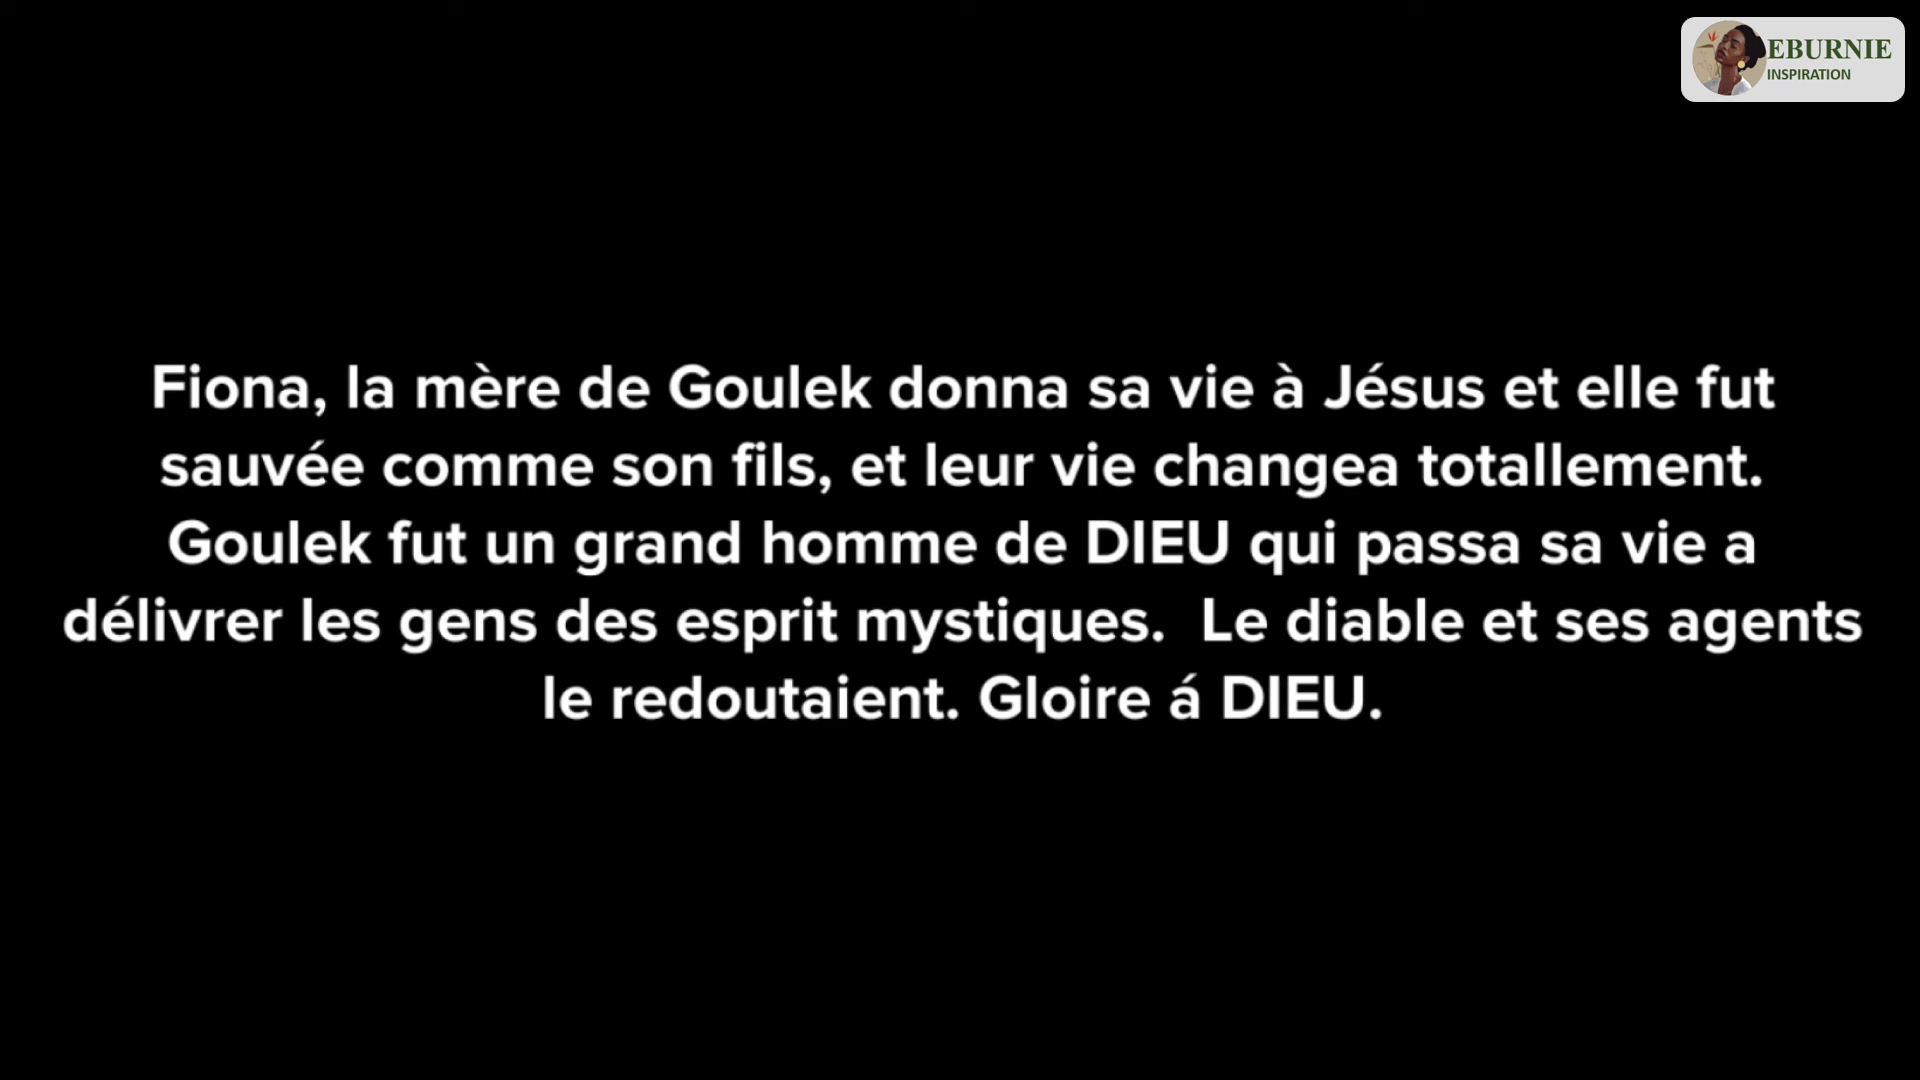 EBURNIE
INSPIRATION
Fiona, la mère de Goulek donna sa vie à Jésus et elle fut
sauvée comme son fils, et leur vie changea totallement.
Goulek fut un grand homme de DIEU qui passa sa vie a
délivrer les gens des esprit mystiques.  Le diable et ses agents
le redoutaient. Gloire á DIEU.